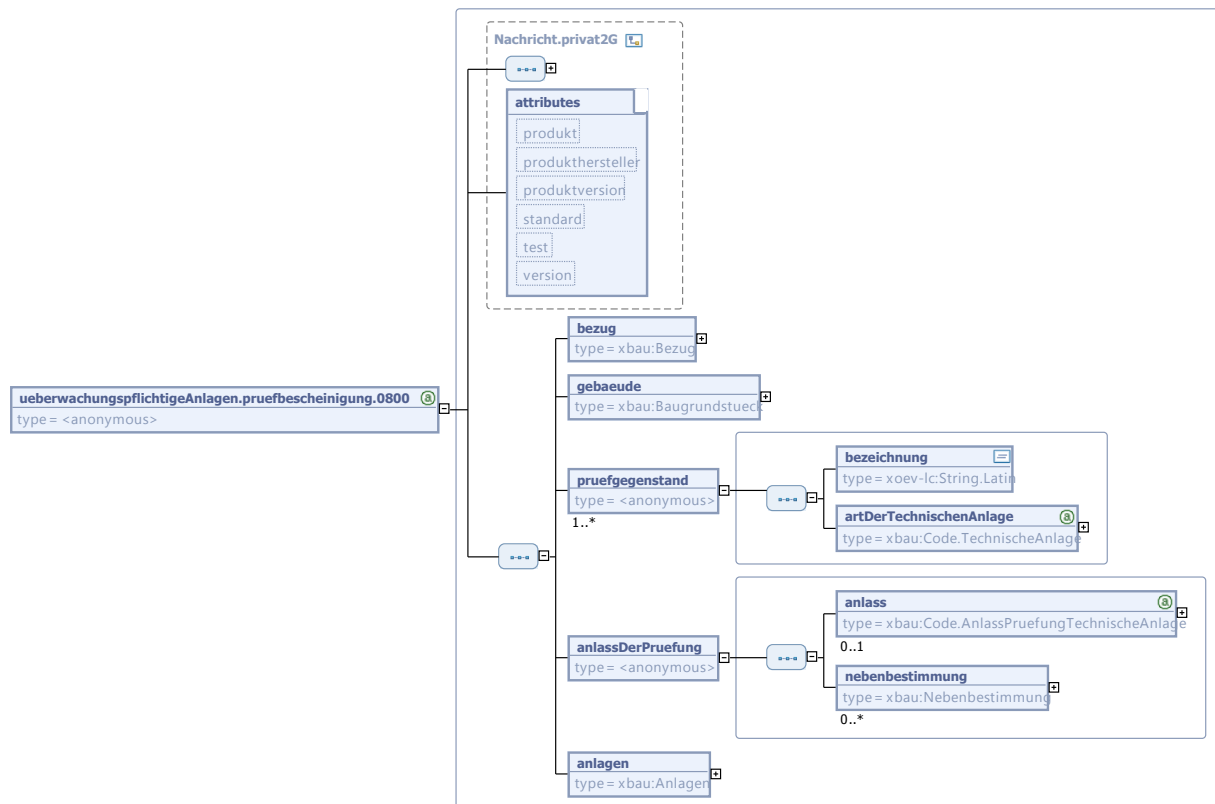 Nachricht.privat2G
attributes
produkt
produkthersteller
produktversion
standard
test
version
bezug
type = xbau:Bezug
gebaeude
type = xbau:Baugrundstueck
ueberwachungspflichtigeAnlagen.pruefbescheinigung.0800 a
type = <anonymous>
pruefgegenstand
type = <anonymous>
1..*
bezeichnung
type = xoev-lc:String.Latin
artDerTechnischenAnlage a
type = xbau:Code.TechnischeAnlage
anlassDerPruefung
type = <anonymous>
anlass a
type = xbau:Code.AnlassPruefungTechnischeAnlage
0..1
nebenbestimmung
type = xbau:Nebenbestimmung
0..*
anlagen
type = xbau:Anlagen